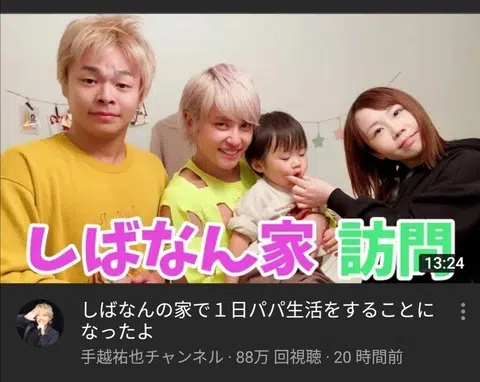 しばなん家 訪問
13:24
しばなんの家で１日パパ生活をすることに
なったよ
手越祐也チャンネル · 88万 回視聴 · 20 時間前